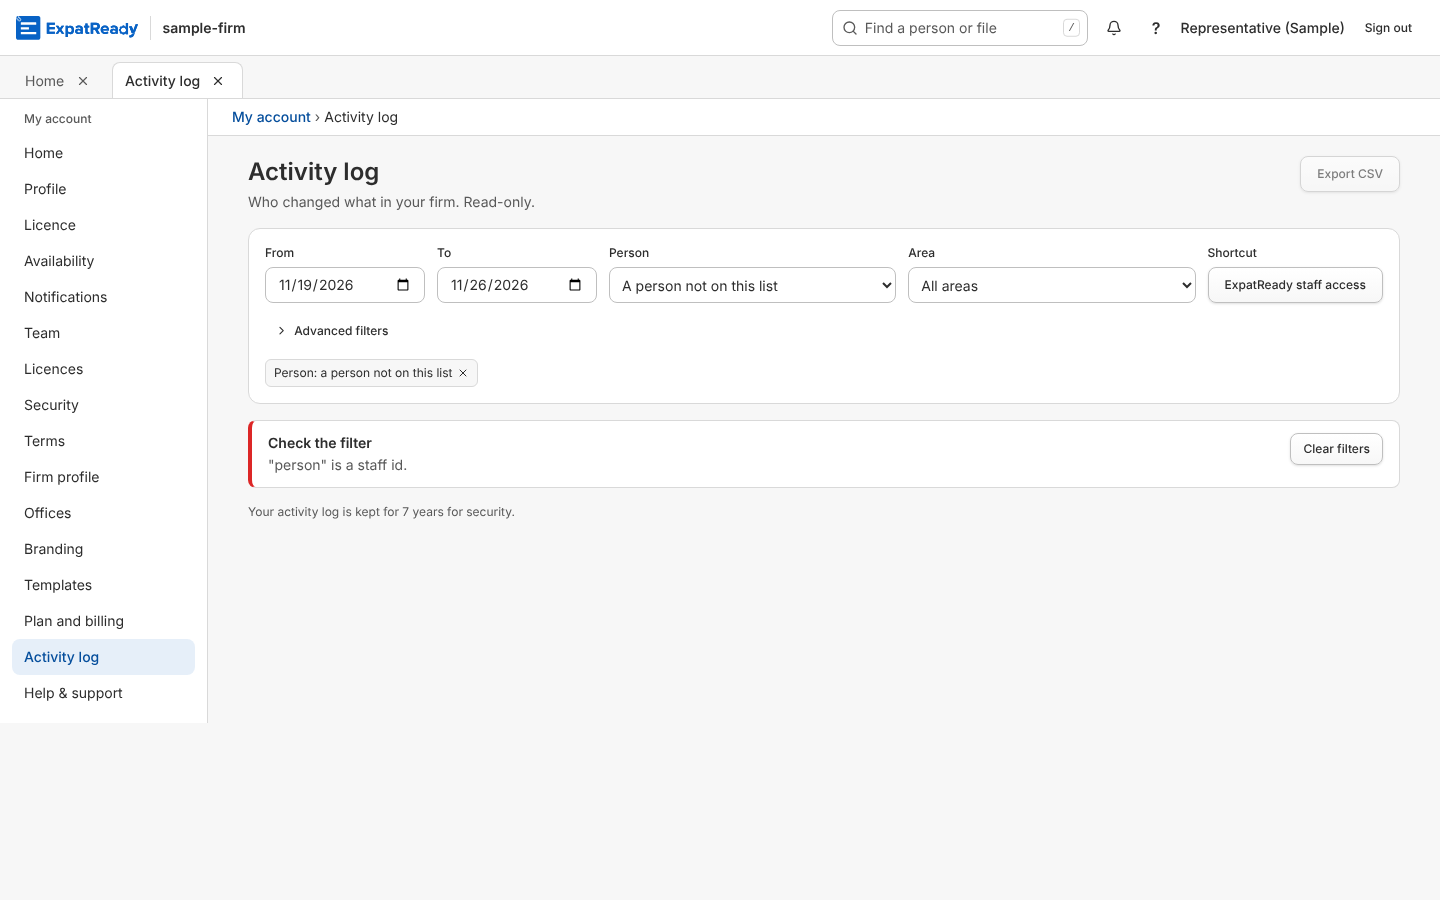 ExpatReady
sample-firm
Find a person or file
/
?
Representative (Sample)
Sign out
Home
Activity log
My account
Home
Profile
Licence
Availability
Notifications
Team
Licences
Security
Terms
Firm profile
Offices
Branding
Templates
Plan and billing
Activity log
Help & support
My account › Activity log
Activity log
Who changed what in your firm. Read-only.
Export CSV
From
To
Person
Area
Shortcut
11/19/2026
11/26/2026
A person not on this list
All areas
ExpatReady staff access
Advanced filters
Person: a person not on this list
Check the filter
"person" is a staff id.
Clear filters
Your activity log is kept for 7 years for security.